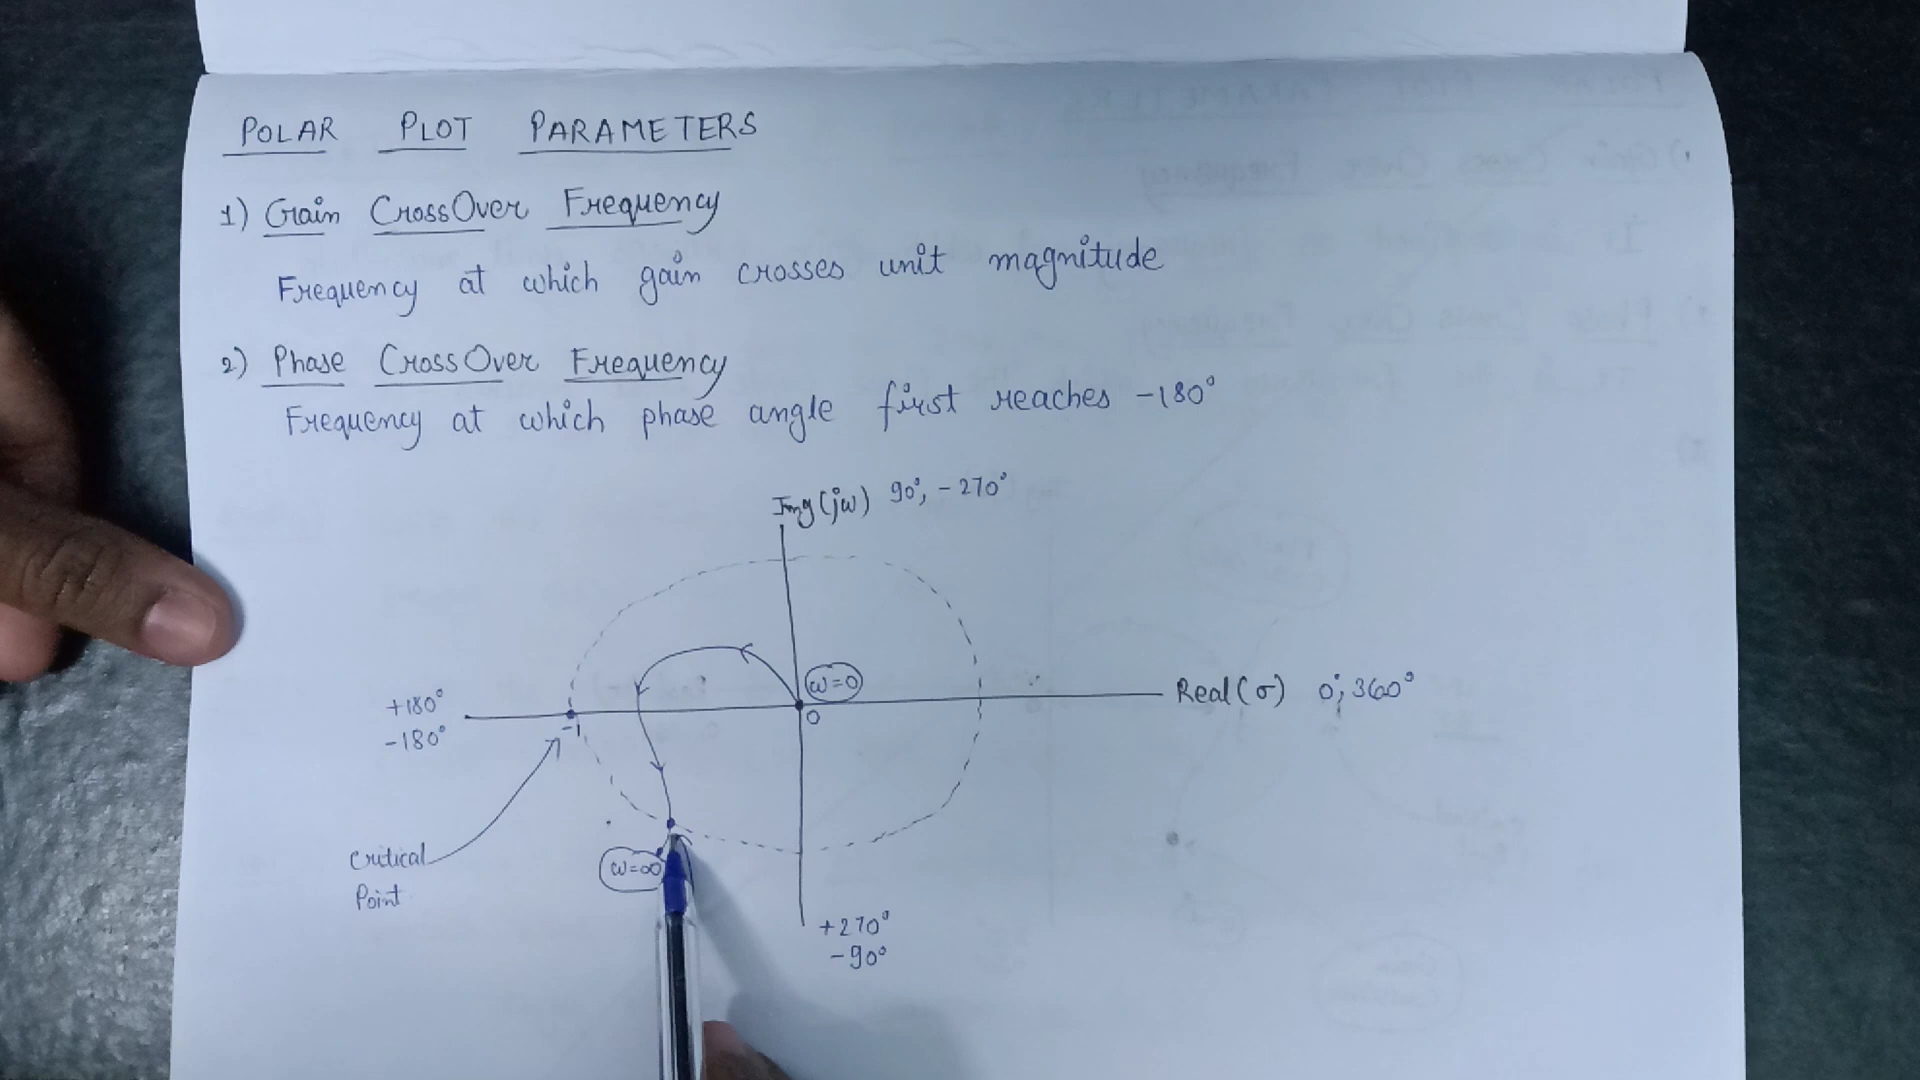 POLAR PLOT PARAMETERS
1) Gain CrossOver Frequency
Frequency at which gain crosses unit magnitude
2) Phase CrossOver Frequency
Frequency at which phase angle first reaches -180°
Img(jω) 90°, -270°
ω=0
+180°
-180°
-1
0
Real(σ) 0°, 360°
Critical
Point
ω=∞
+270°
-90°